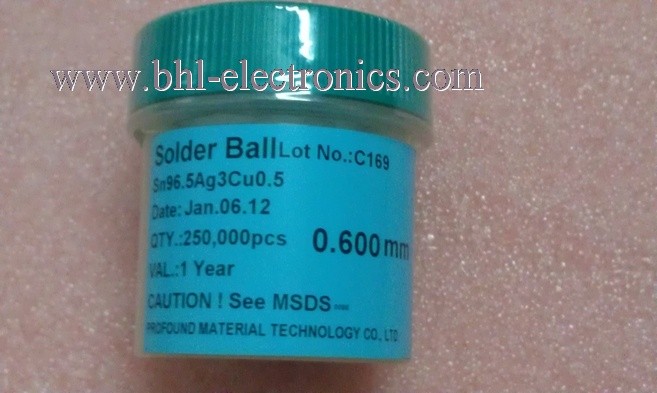 www.bhl-electronics.com
Solder Ball Lot No.:C169
Sn96.5Ag3Cu0.5
Date: Jan.06.12
QTY.:250,000pcs 0.600mm
VAL.:1 Year
CAUTION ! See MSDS
PROFOUND MATERIAL TECHNOLOGY CO., LTD